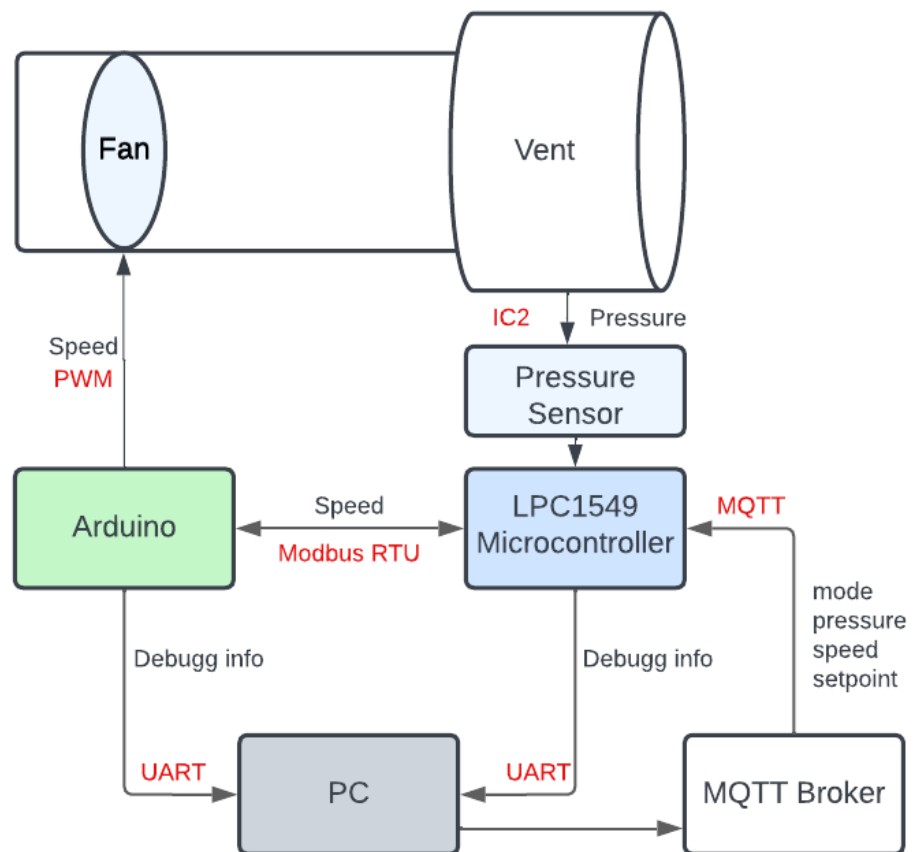 Fan
Vent
IC2
Pressure
Speed
PWM
Pressure
Sensor
Arduino
Speed
Modbus RTU
LPC1549
Microcontroller
MQTT
mode
pressure
speed
setpoint
Debugg info
Debugg info
UART
PC
UART
MQTT Broker